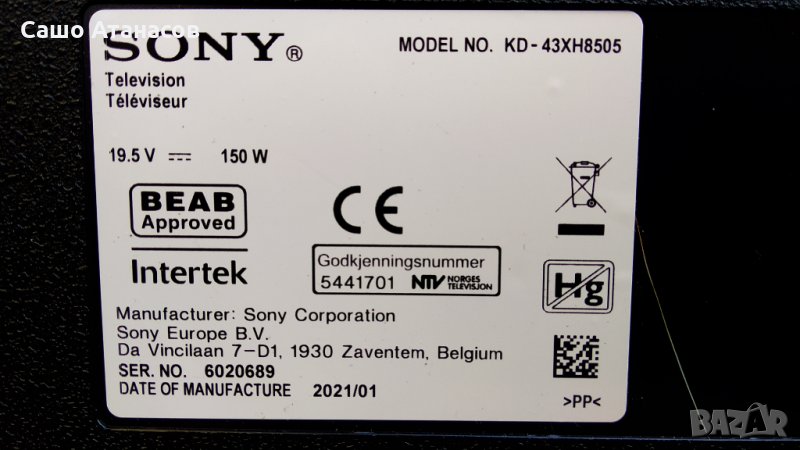 Сашо Атанасов
SONY ®
MODEL NO. KD-43XH8505
Television
Téléviseur
19.5 V ⎓ 150 W
BEAB
Approved
Intertek
CE
Godkjenningsnummer
5441701 NTV NORGES TELEVISJON
Hg
Manufacturer: Sony Corporation
Sony Europe B.V.
Da Vincilaan 7-D1, 1930 Zaventem, Belgium
SER. NO. 6020689
DATE OF MANUFACTURE 2021/01
>PP<
BAZAR